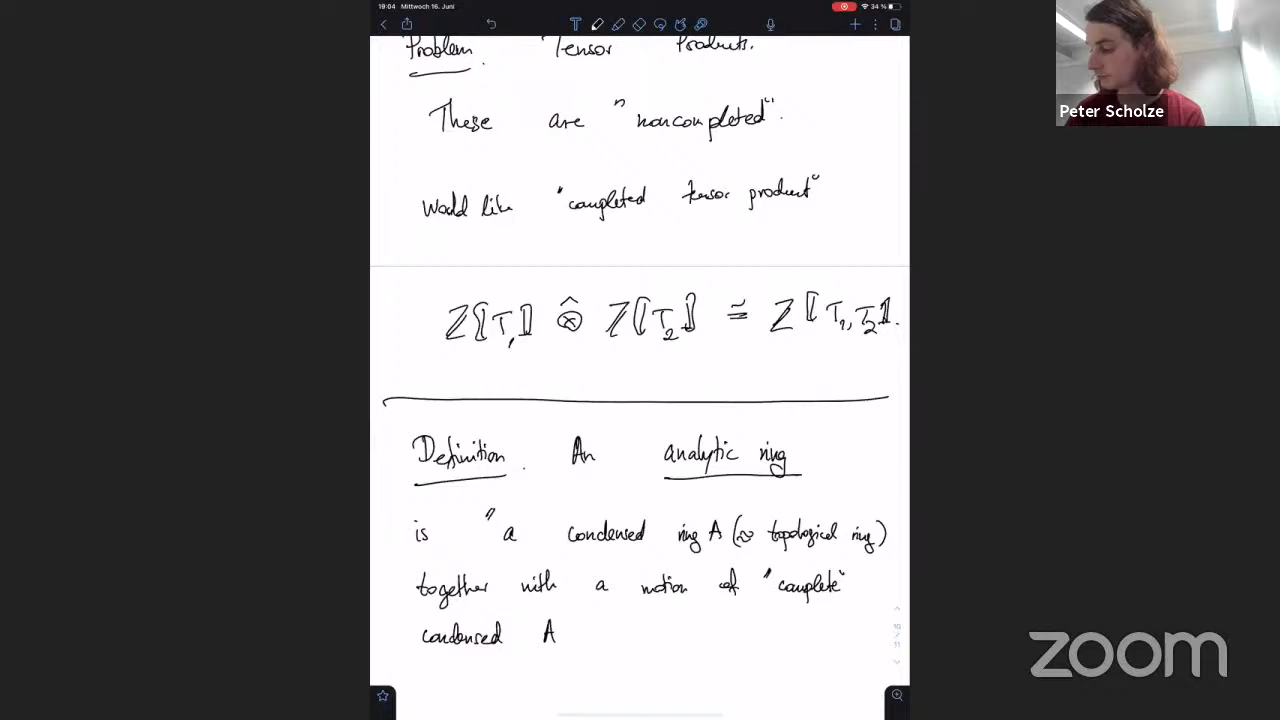 19:04 Mittwoch 16. Juni
34 %
Problem. Tensor Products.
These are "noncompleted".
Would like "completed tensor product"
Z⟦T₁⟧ ⊗̂ Z⟦T₂⟧ ≅ Z⟦T₁, T₂⟧.
Definition. An analytic ring
is "a condensed ring A (≈ topological ring)
together with a notion of "complete"
condensed A
10
11
Peter Scholze
zoom